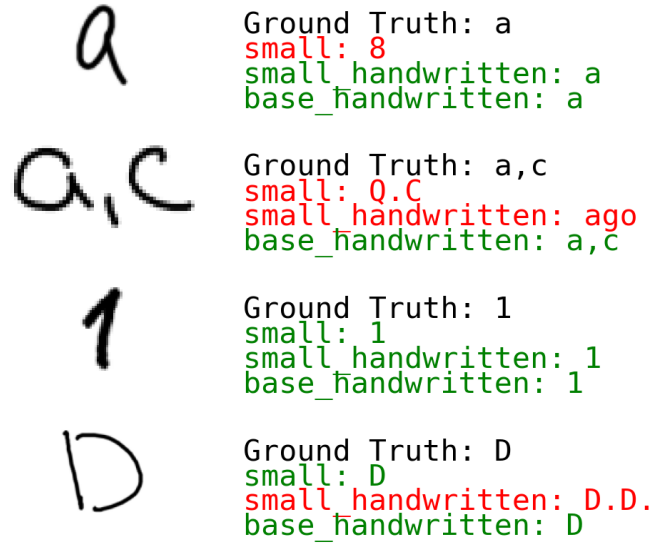 a
Ground Truth: a
small: 8
small_handwritten: a
base_handwritten: a
a,c
Ground Truth: a,c
small: Q.C
small_handwritten: ago
base_handwritten: a,c
1
Ground Truth: 1
small: 1
small_handwritten: 1
base_handwritten: 1
D
Ground Truth: D
small: D
small_handwritten: D.D.
base_handwritten: D